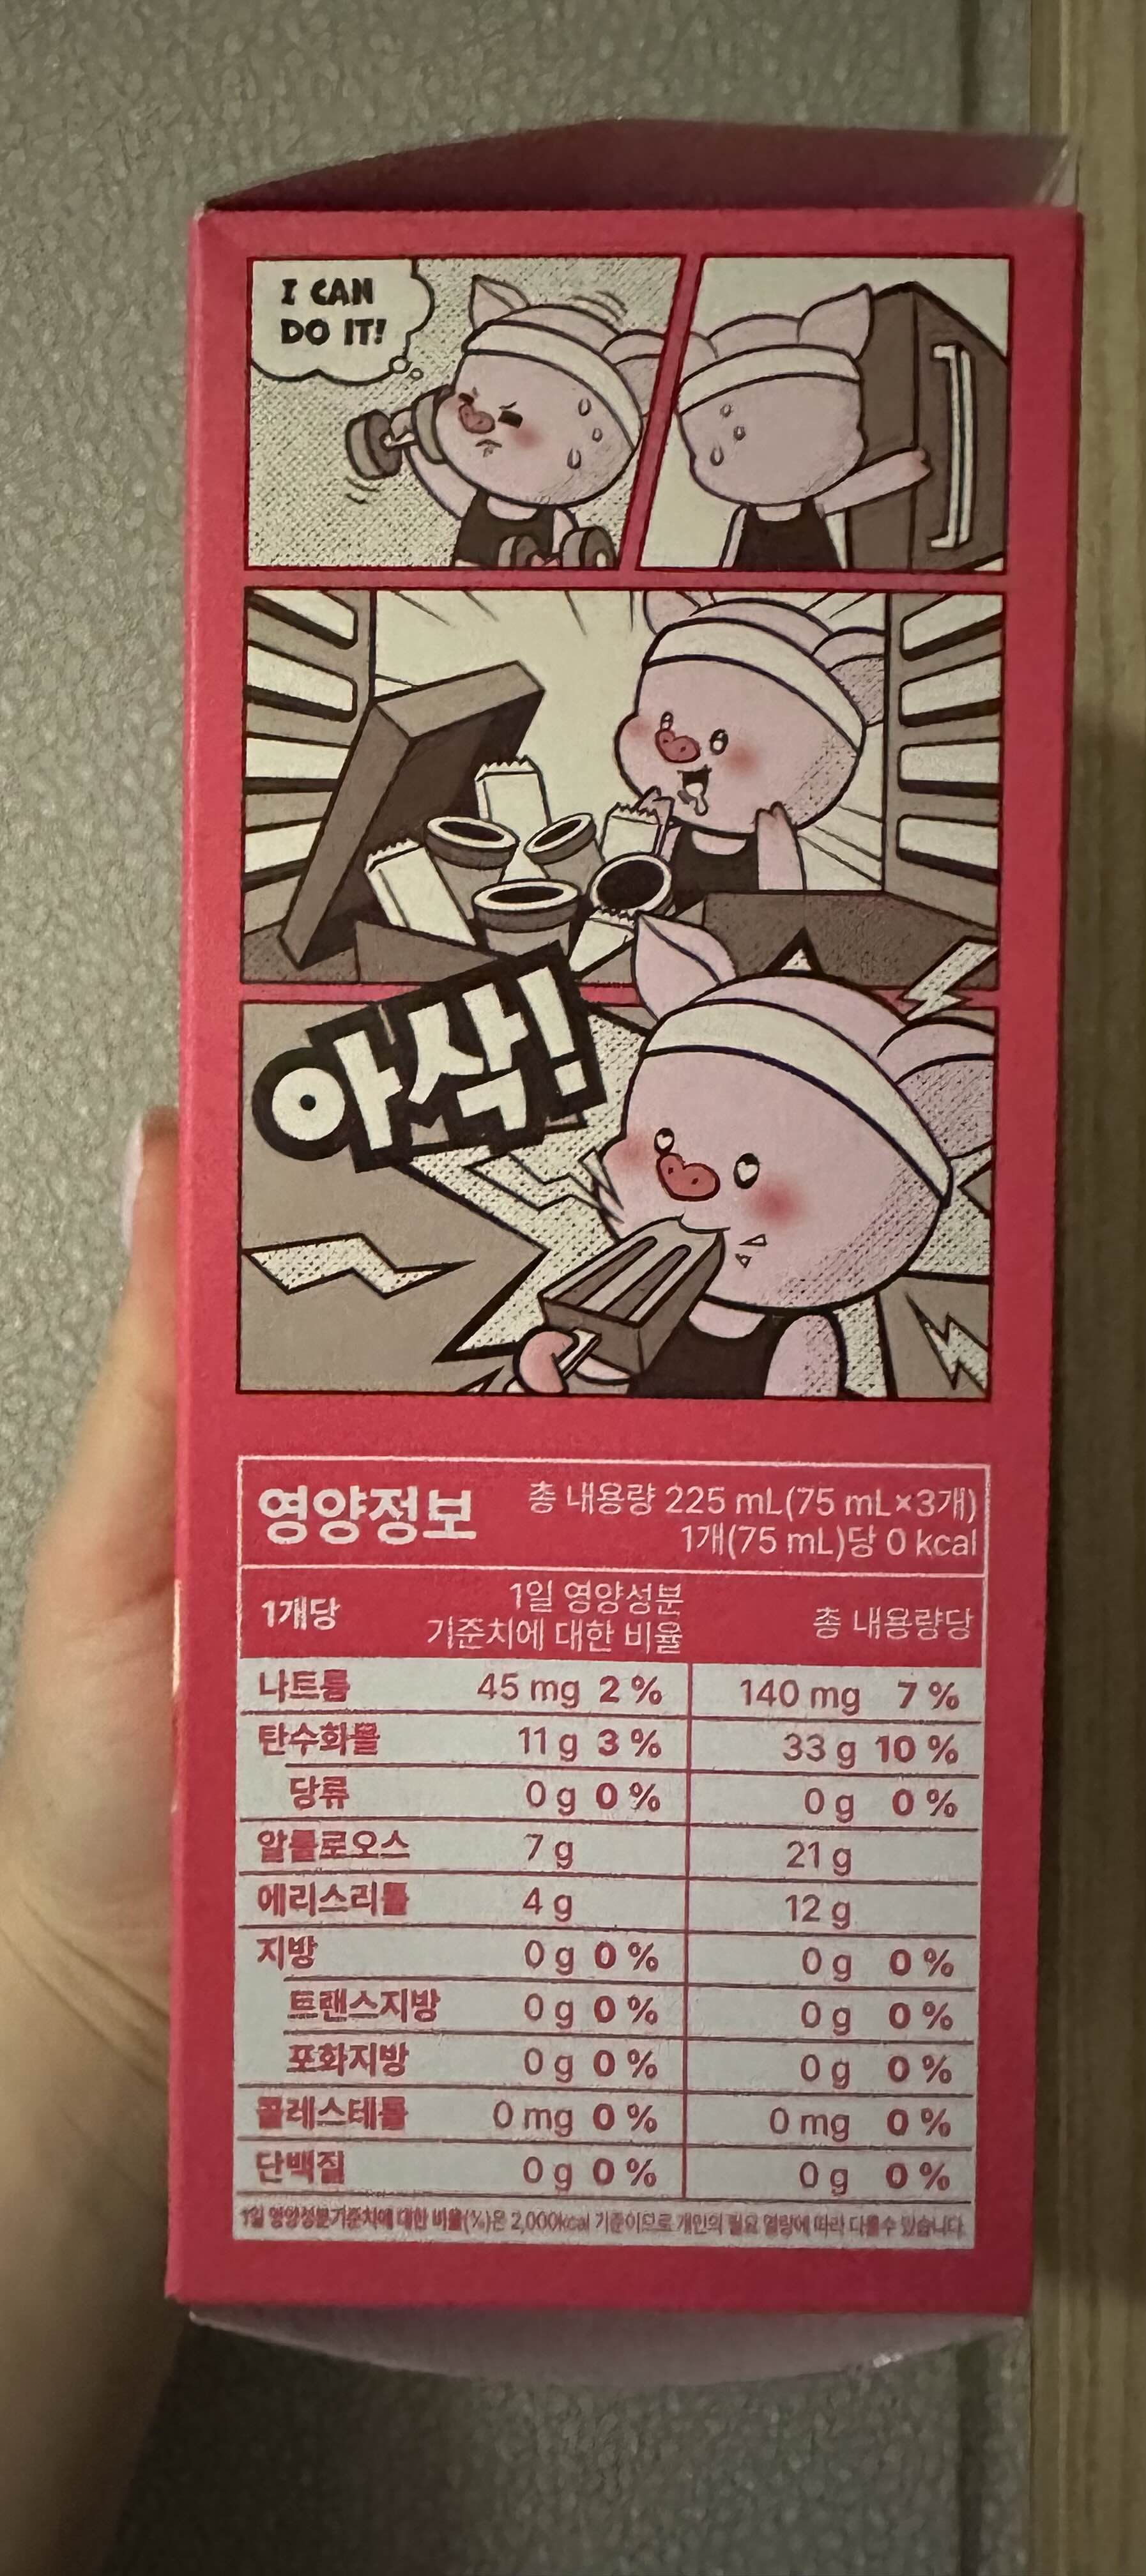 I CAN
DO IT!
아삭!
영양정보
총 내용량 225 mL(75 mL×3개)
1개(75 mL)당 0 kcal
1개당 1일 영양성분 기준치에 대한 비율 총 내용량당
나트륨 45 mg 2 % 140 mg 7 %
탄수화물 11 g 3 % 33 g 10 %
당류 0 g 0 % 0 g 0 %
알룰로오스 7 g 21 g
에리스리톨 4 g 12 g
지방 0 g 0 % 0 g 0 %
트랜스지방 0 g 0 % 0 g 0 %
포화지방 0 g 0 % 0 g 0 %
콜레스테롤 0 mg 0 % 0 mg 0 %
단백질 0 g 0 % 0 g 0 %
1일 영양성분기준치에 대한 비율(%)은 2,000kcal 기준이므로 개인의 필요 열량에 따라 다를 수 있습니다.